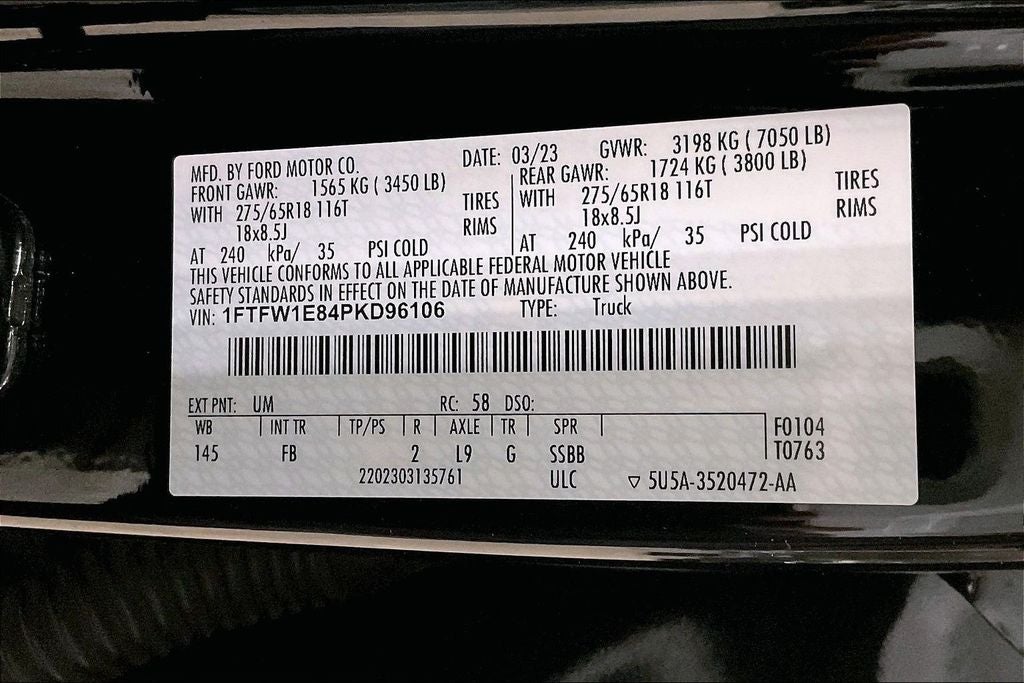 MFD. BY FORD MOTOR CO. DATE: 03/23 GVWR: 3198 KG ( 7050 LB)
FRONT GAWR: 1565 KG ( 3450 LB) REAR GAWR: 1724 KG ( 3800 LB)
WITH 275/65R18 116T TIRES WITH 275/65R18 116T TIRES
18x8.5J RIMS 18x8.5J RIMS
AT 240 kPa/ 35 PSI COLD AT 240 kPa/ 35 PSI COLD
THIS VEHICLE CONFORMS TO ALL APPLICABLE FEDERAL MOTOR VEHICLE
SAFETY STANDARDS IN EFFECT ON THE DATE OF MANUFACTURE SHOWN ABOVE.
VIN: 1FTFW1E84PKD96106 TYPE: Truck
EXT PNT: UM RC: 58 DSO:
WB INT TR TP/PS R AXLE TR SPR F0104
145 FB 2 L9 G SSBB T0763
2202303135761 ULC ▽ 5U5A-3520472-AA